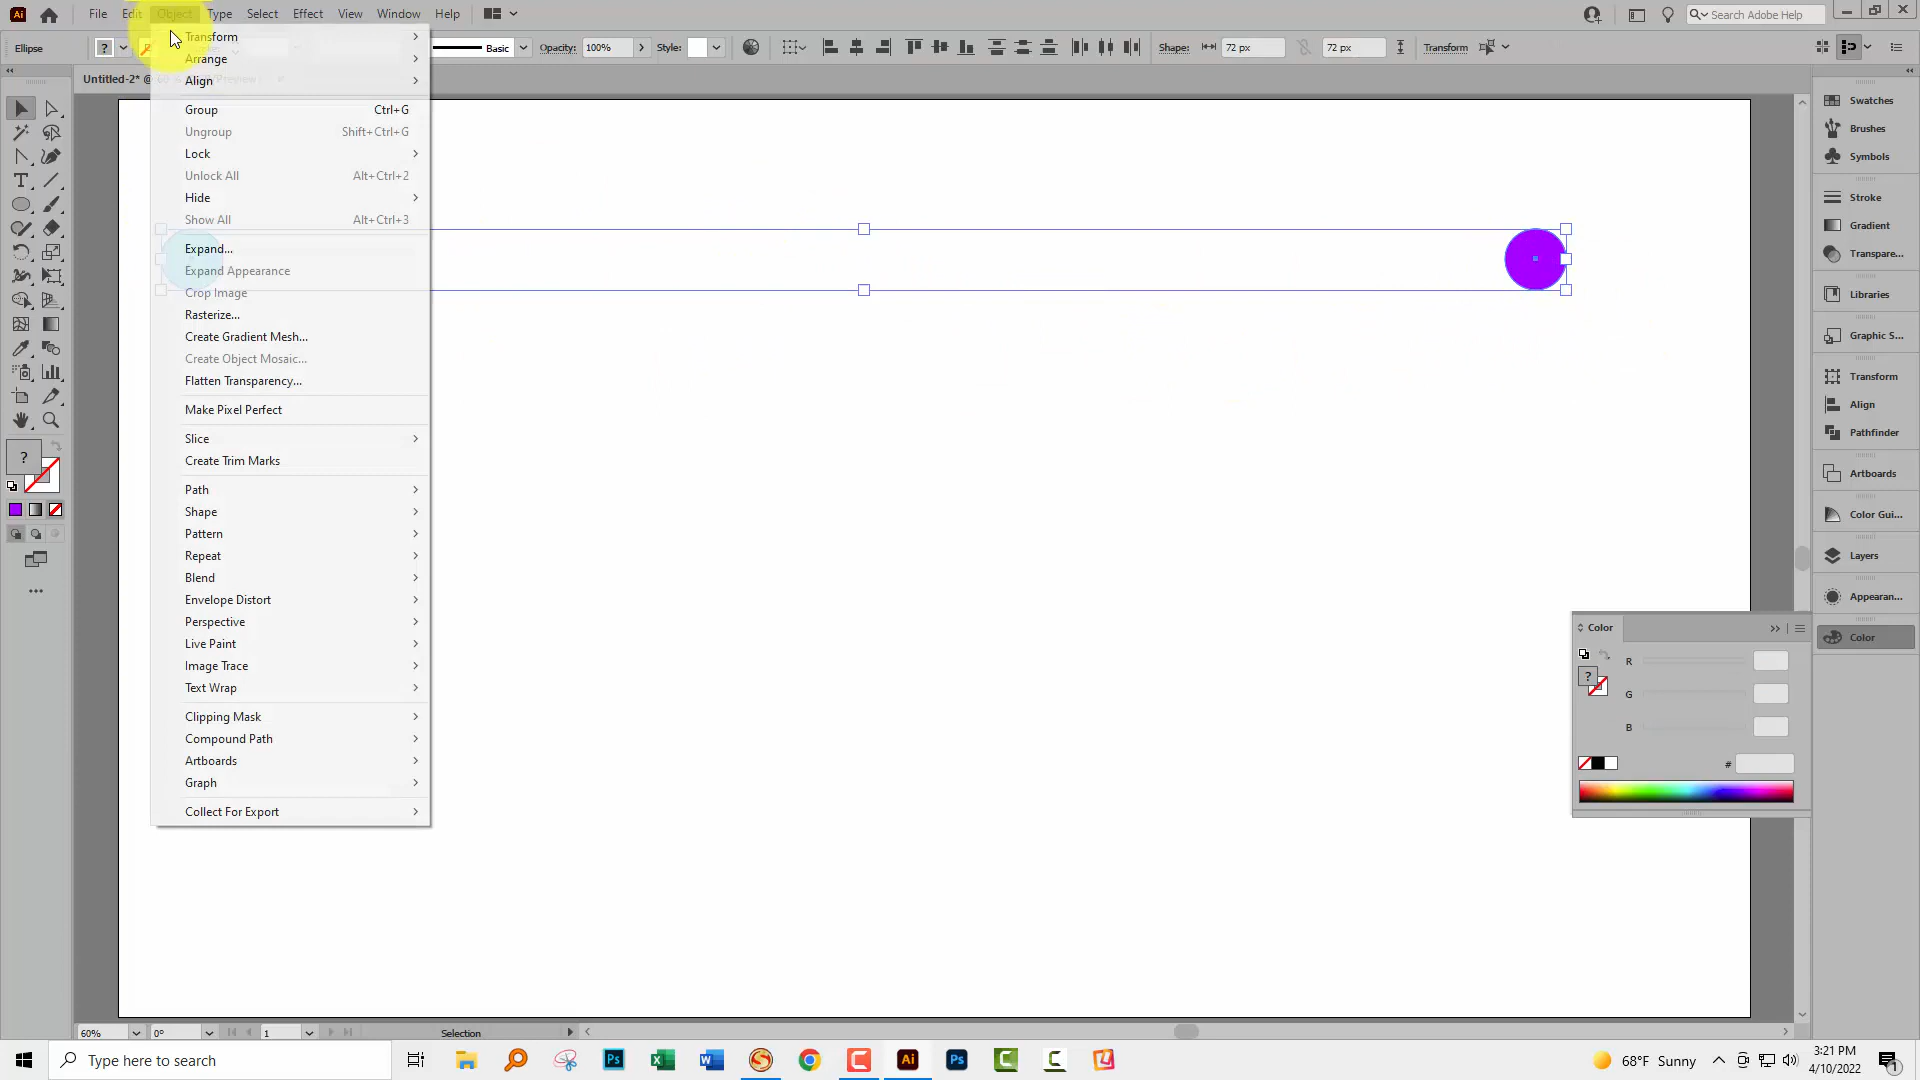 Ai File Edit Object Type Select Effect View Window Help Search Adobe Help
Ellipse ? Basic Opacity: 100% Style: Shape: 72 px 72 px Transform
Untitled-2* @
Transform
Arrange
Align
Group Ctrl+G
Ungroup Shift+Ctrl+G
Lock
Unlock All Alt+Ctrl+2
Hide
Show All Alt+Ctrl+3
Expand...
Expand Appearance
Crop Image
Rasterize...
Create Gradient Mesh...
Create Object Mosaic...
Flatten Transparency...
Make Pixel Perfect
Slice
Create Trim Marks
Path
Shape
Pattern
Repeat
Blend
Envelope Distort
Perspective
Live Paint
Image Trace
Text Wrap
Clipping Mask
Compound Path
Artboards
Graph
Collect For Export
?
Swatches
Brushes
Symbols
Stroke
Gradient
Transpare...
Libraries
Graphic S...
Transform
Align
Pathfinder
Artboards
Color Gui...
Layers
Appearan...
Color
Color
R
?
G
B
#
60% 0° 1 Selection
Type here to search Ps Ai Ps 68°F Sunny 3:21 PM
4/10/2022 1